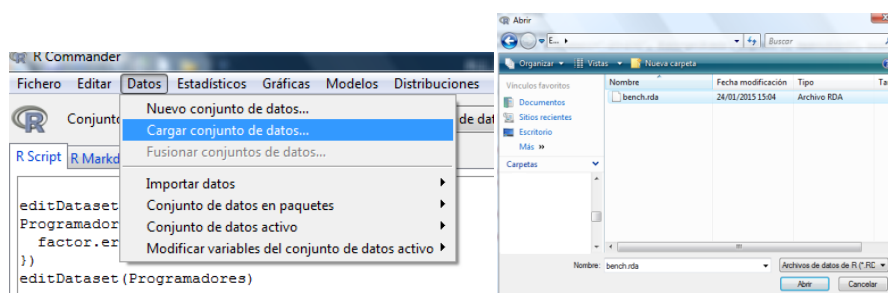 R Commander
Fichero Editar Datos Estadísticos Gráficas Modelos Distribuciones
R Conjunt
Nuevo conjunto de datos...
Cargar conjunto de datos...
de dat
Fusionar conjuntos de datos...
R Script R Markd
Importar datos
Conjunto de datos en paquetes
Conjunto de datos activo
Modificar variables del conjunto de datos activo
editDataset
Programador
factor.er
})
editDataset(Programadores)
Abrir
E...
Buscar
Organizar Vistas Nueva carpeta
Vínculos favoritos
Documentos
Sitios recientes
Escritorio
Más »
Carpetas
Nombre Fecha modificación Tipo Ta
bench.rda 24/01/2015 15:04 Archivo RDA
Nombre: bench.rda
Archivos de datos de R (*.RD
Abrir Cancelar